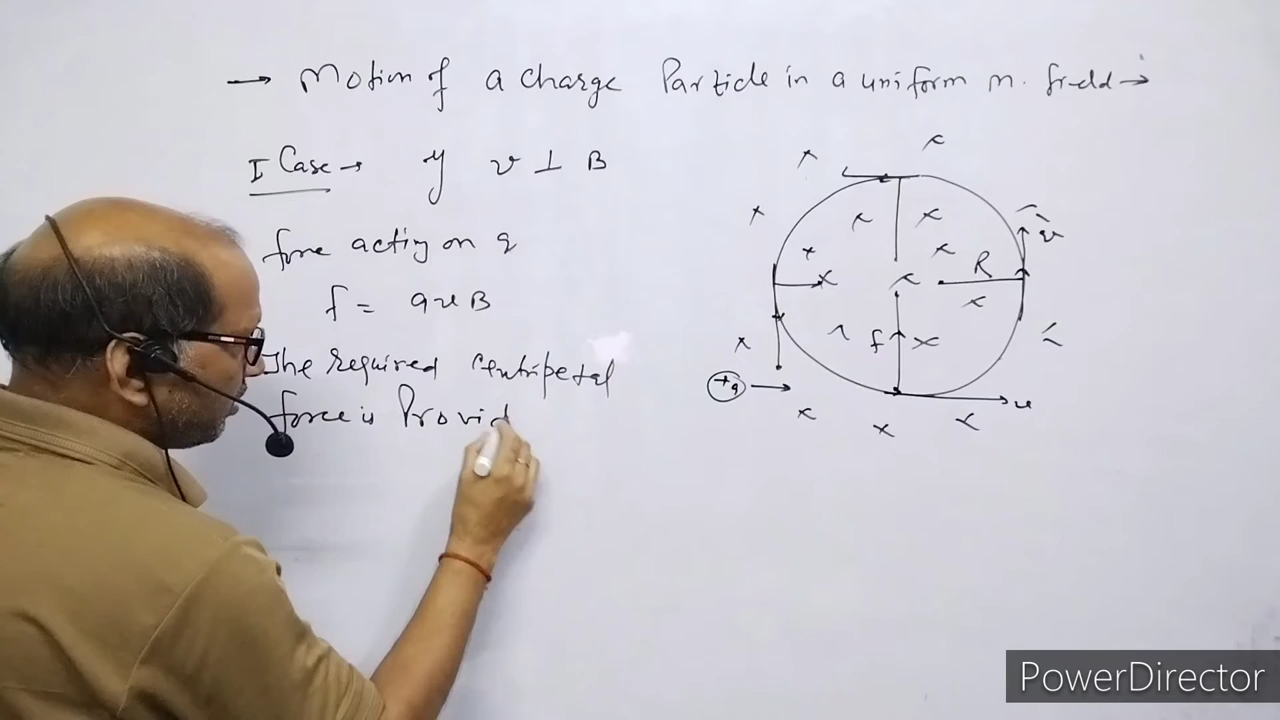 → Motion of a charge Particle in a uniform m. field →
I Case → If v ⊥ B
force acting on q
f = qvB
The required centripetal
force is Provid
R
v
f
+q
v
PowerDirector